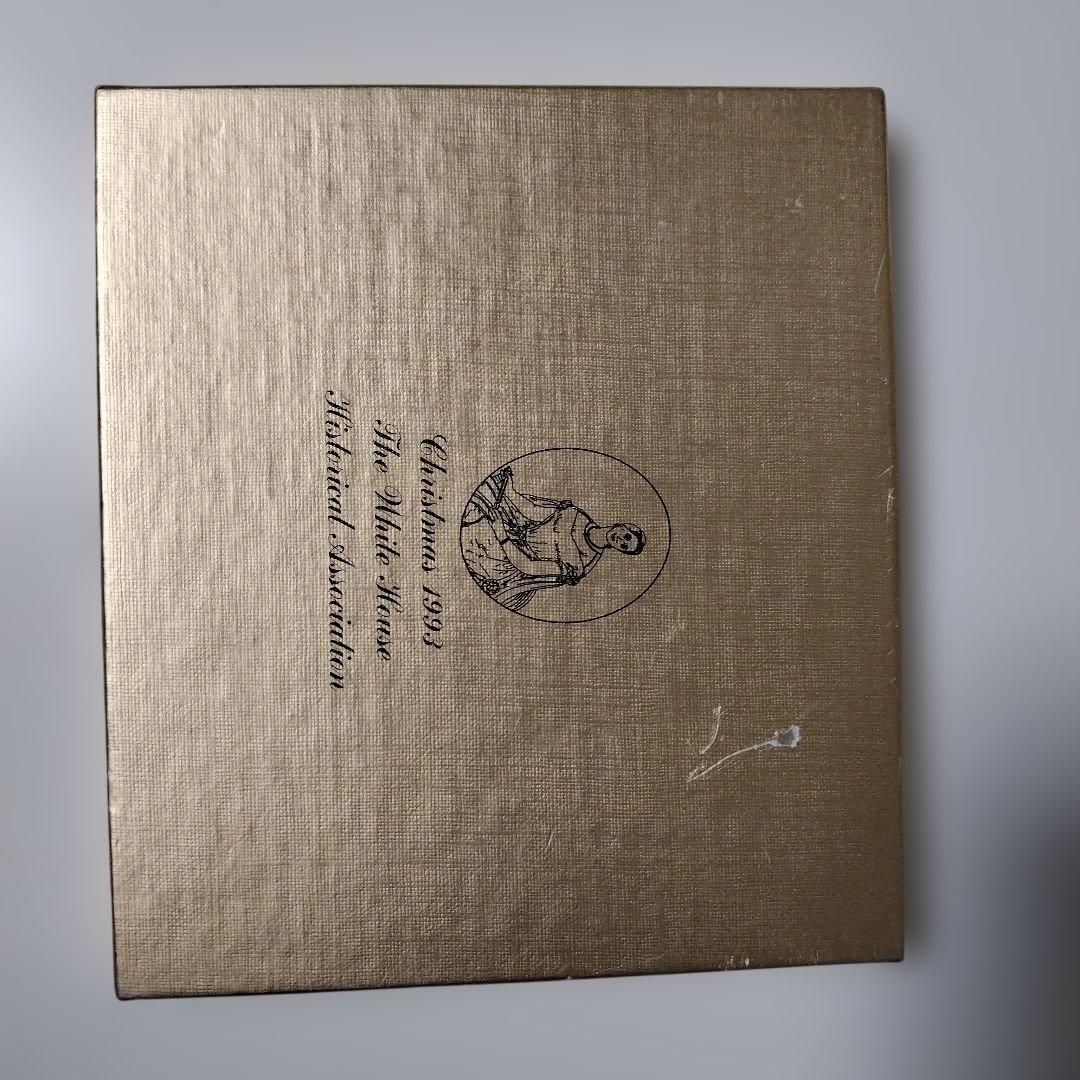 Christmas 1993
The White House
Historical Association